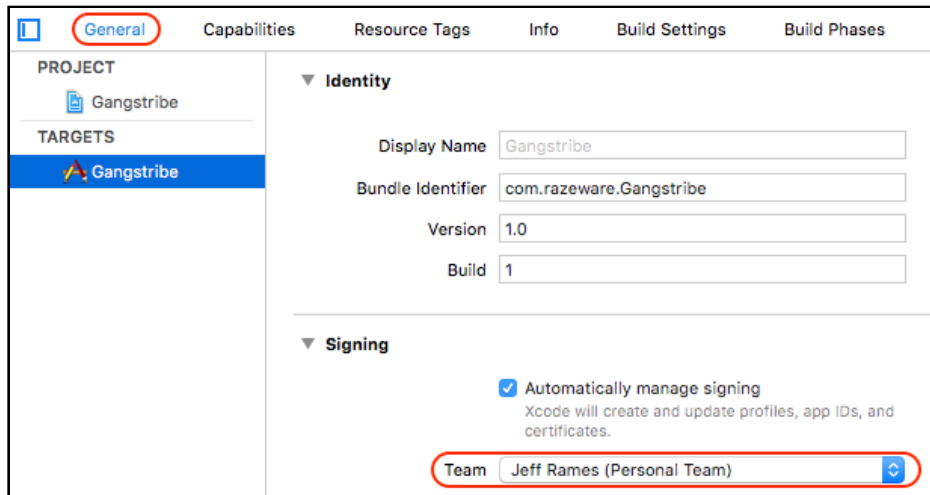 General Capabilities Resource Tags Info Build Settings Build Phases
PROJECT
Gangstribe
TARGETS
Gangstribe
Identity
Display Name Gangstribe
Bundle Identifier com.razeware.Gangstribe
Version 1.0
Build 1
Signing
Automatically manage signing
Xcode will create and update profiles, app IDs, and
certificates.
Team Jeff Rames (Personal Team)